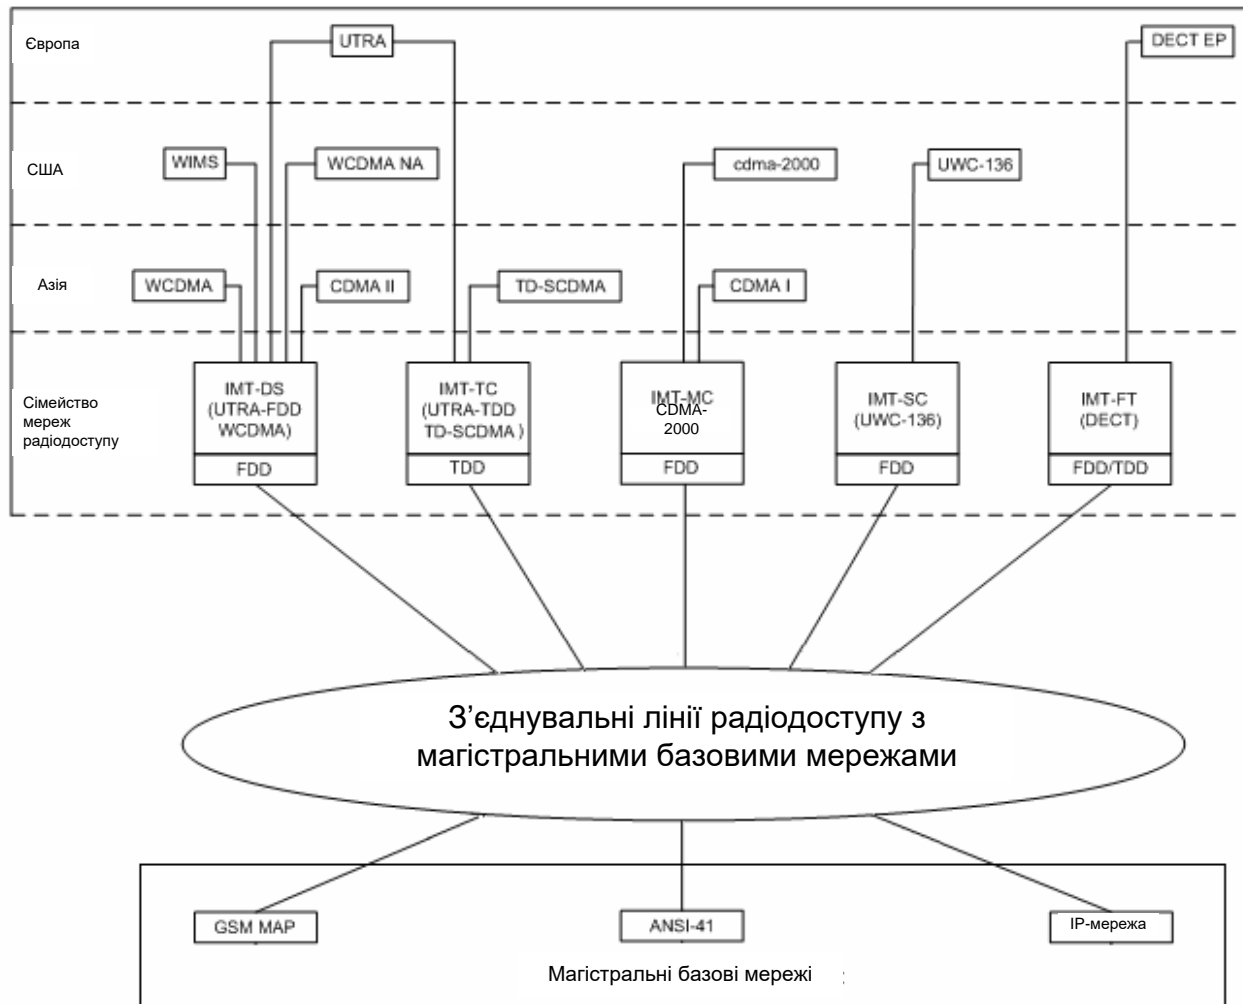 Європа
UTRA
DECT EP
США
WIMS
WCDMA NA
cdma-2000
UWC-136
Азія
WCDMA
CDMA II
TD-SCDMA
CDMA I
Сімейство
мереж
радіодоступу
IMT-DS
(UTRA-FDD
WCDMA)
FDD
IMT-TC
(UTRA-TDD
TD-SCDMA )
TDD
IMT-MC
CDMA-
2000
FDD
IMT-SC
(UWC-136)
FDD
IMT-FT
(DECT)
FDD/TDD
З’єднувальні лінії радіодоступу з
магістральними базовими мережами
GSM MAP
ANSI-41
IP-мережа
Магістральні базові мережі :